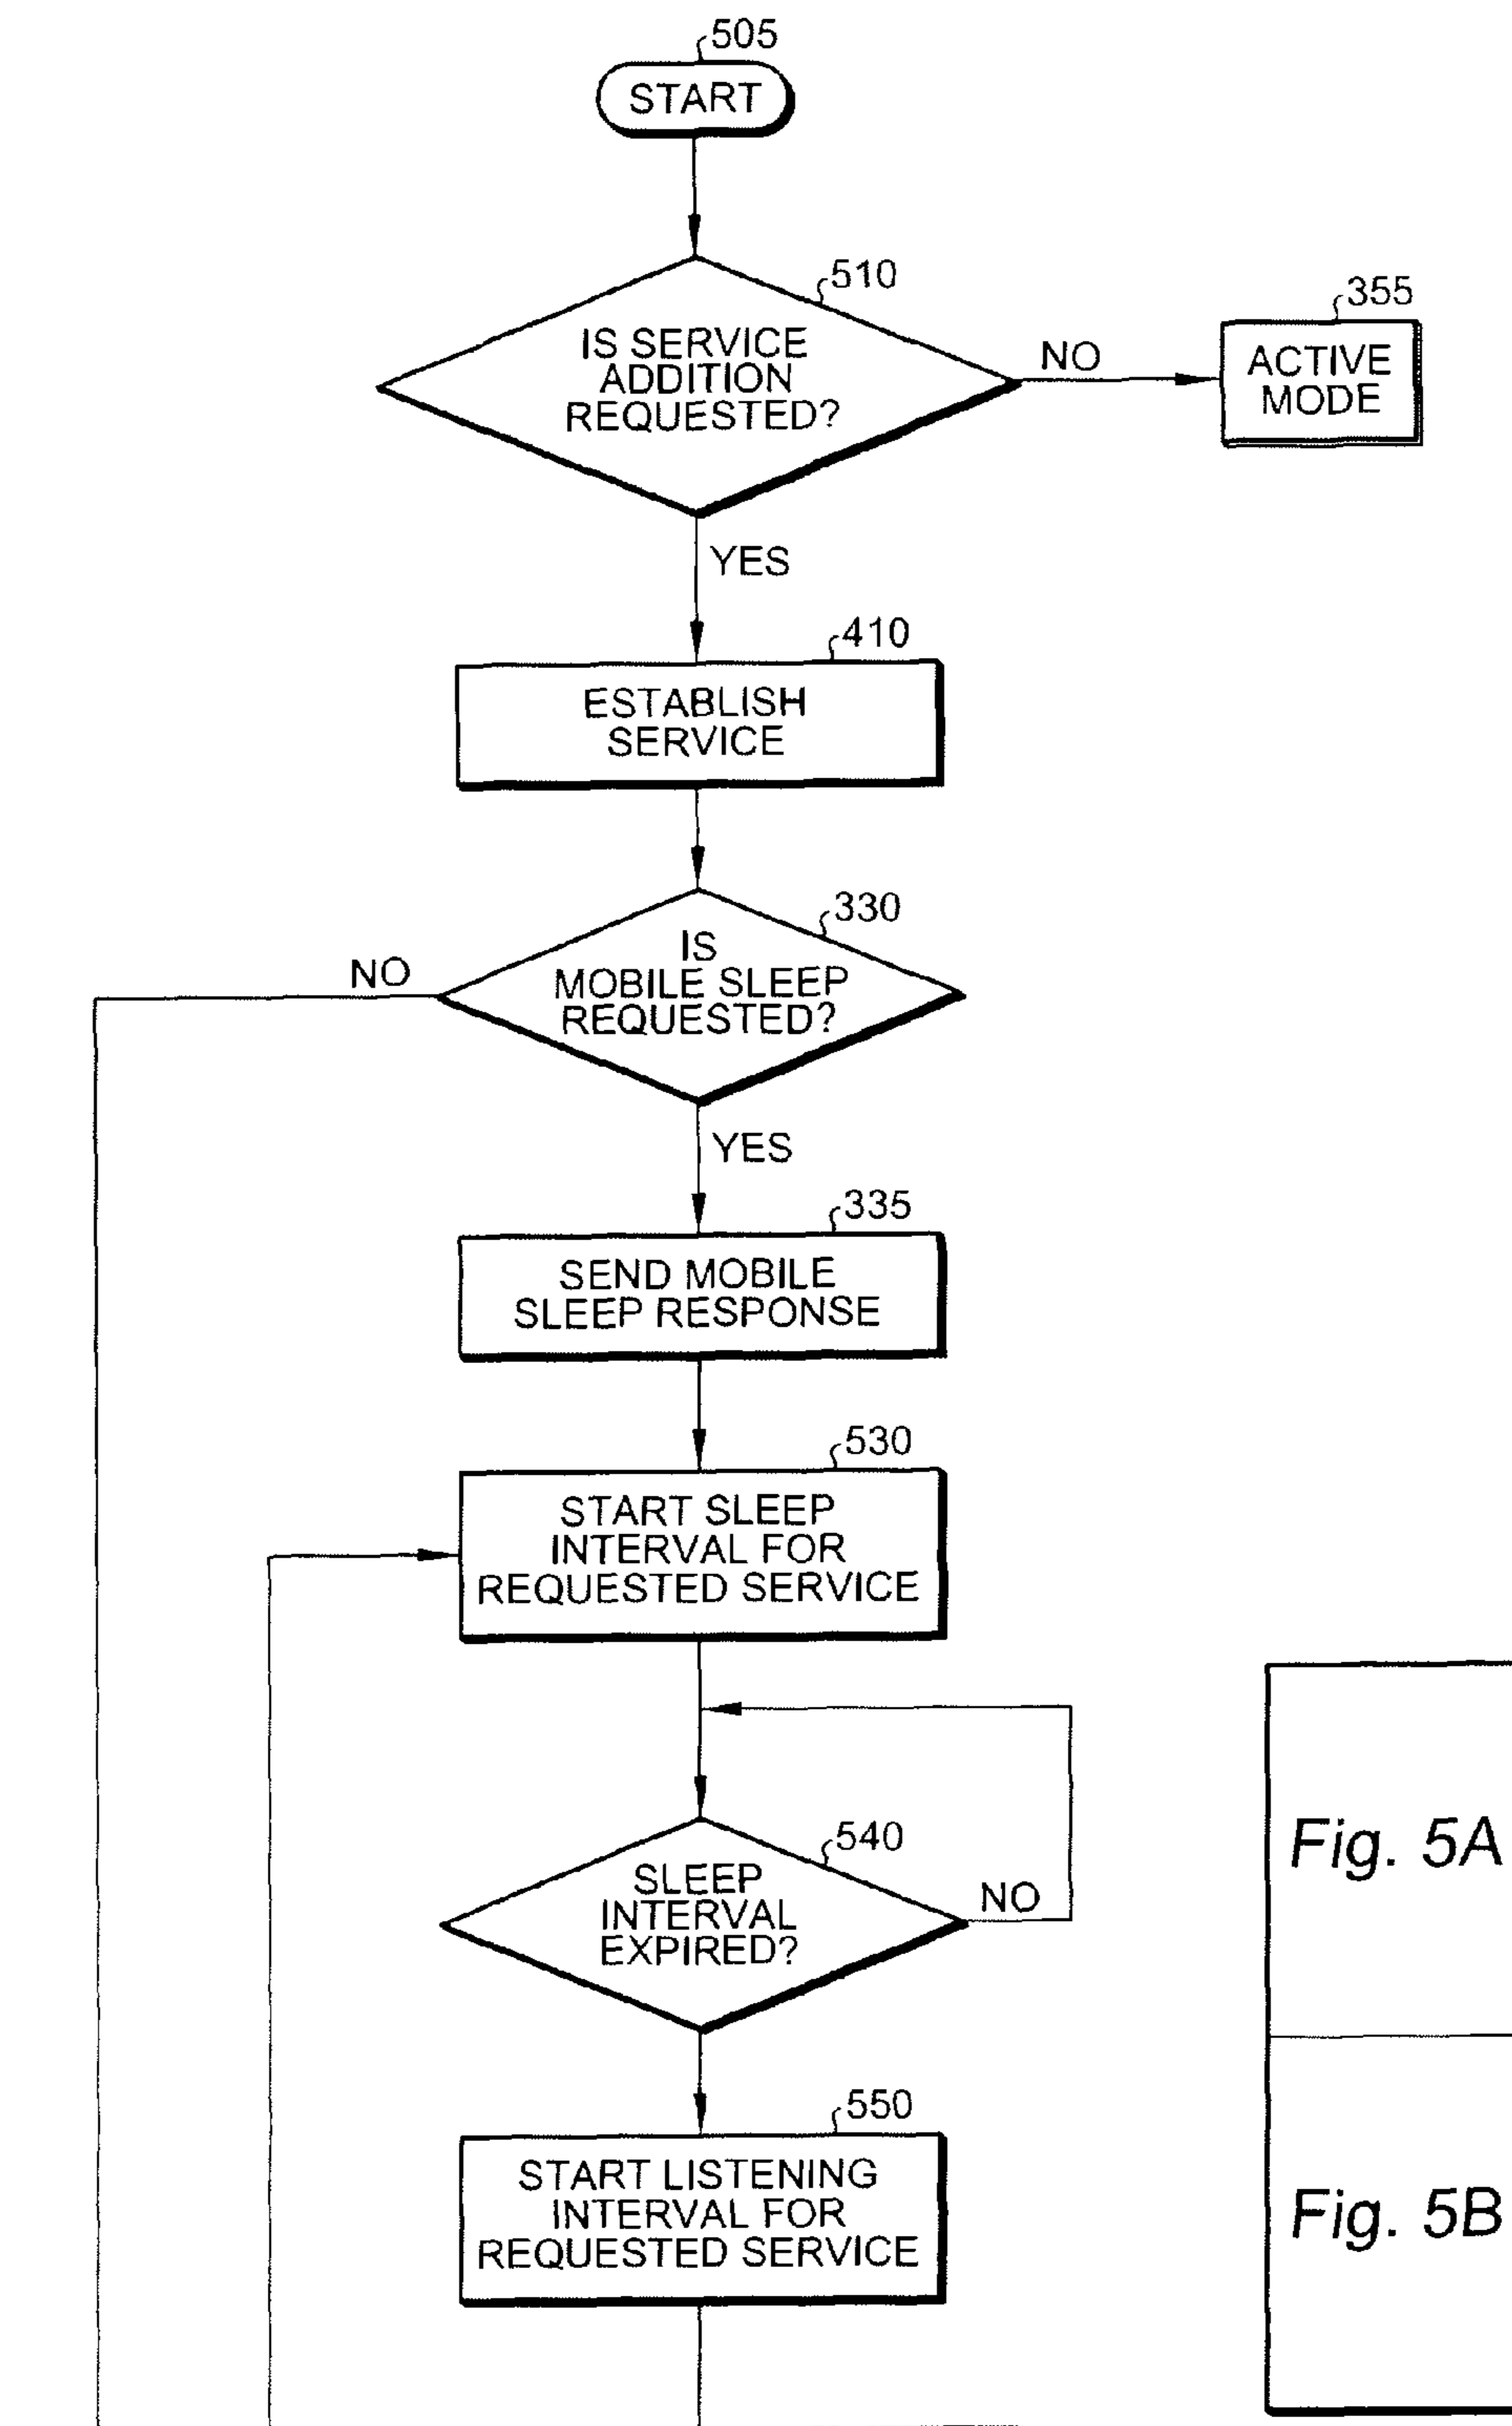 505
START
510
IS SERVICE
ADDITION
REQUESTED?
NO
355
ACTIVE
MODE
YES
410
ESTABLISH
SERVICE
330
IS
MOBILE SLEEP
REQUESTED?
NO
YES
335
SEND MOBILE
SLEEP RESPONSE
530
START SLEEP
INTERVAL FOR
REQUESTED SERVICE
540
SLEEP
INTERVAL
EXPIRED?
NO
550
START LISTENING
INTERVAL FOR
REQUESTED SERVICE
Fig. 5A
Fig. 5B